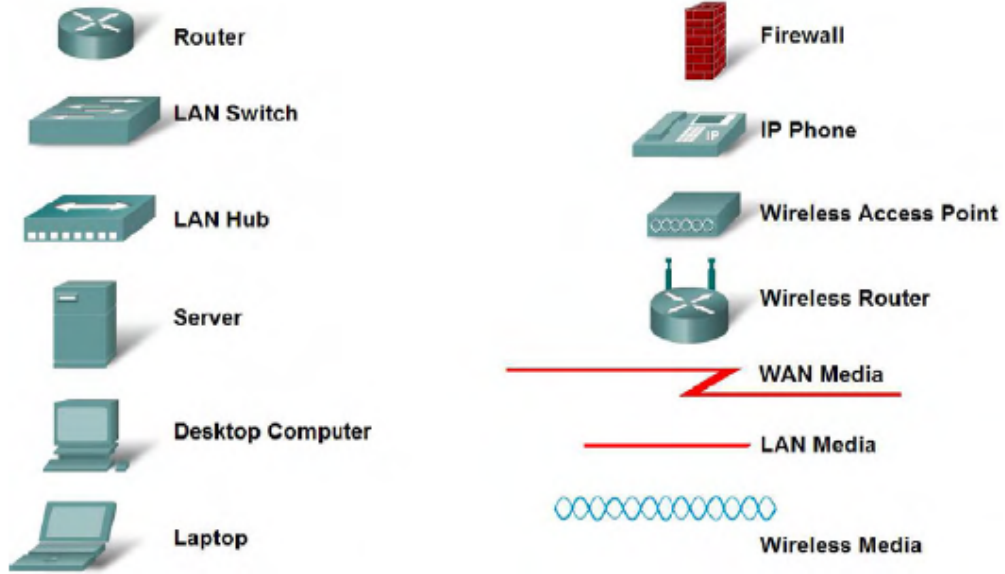 Router
LAN Switch
LAN Hub
Server
Desktop Computer
Laptop
Firewall
IP
IP Phone
Wireless Access Point
Wireless Router
WAN Media
LAN Media
Wireless Media